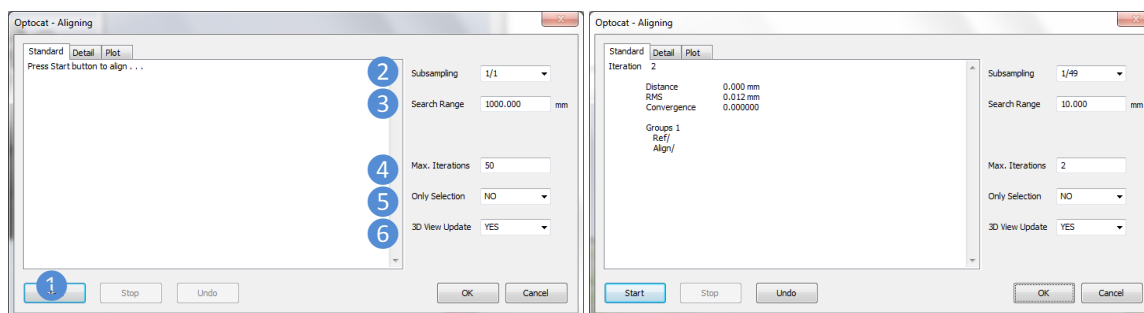 Optocat - Aligning
Standard Detail Plot
Press Start button to align . . .
2 Subsampling 1/1
3 Search Range 1000.000 mm
4 Max. Iterations 50
5 Only Selection NO
6 3D View Update YES
1 Stop Undo OK Cancel
Optocat - Aligning
Standard Detail Plot
Iteration 2
Distance 0.000 mm
RMS 0.012 mm
Convergence 0.000000
Groups 1
Ref/
Align/
Subsampling 1/49
Search Range 10.000 mm
Max. Iterations 2
Only Selection NO
3D View Update YES
Start Stop Undo OK Cancel